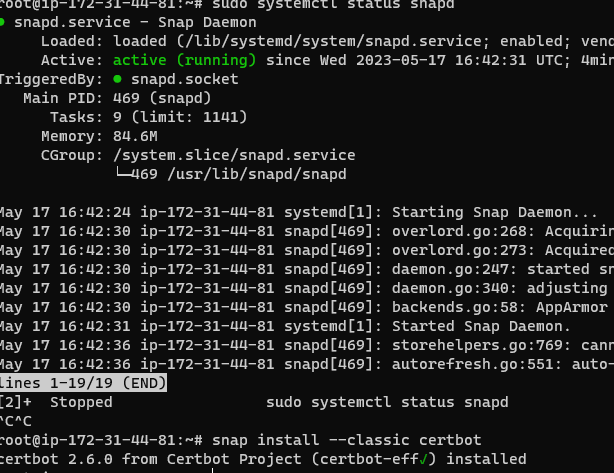 root@ip-172-31-44-81:~# sudo systemctl status snapd
● snapd.service - Snap Daemon
Loaded: loaded (/lib/systemd/system/snapd.service; enabled; vend
Active: active (running) since Wed 2023-05-17 16:42:31 UTC; 4min
TriggeredBy: ● snapd.socket
Main PID: 469 (snapd)
Tasks: 9 (limit: 1141)
Memory: 84.6M
CGroup: /system.slice/snapd.service
└─469 /usr/lib/snapd/snapd
May 17 16:42:24 ip-172-31-44-81 systemd[1]: Starting Snap Daemon...
May 17 16:42:30 ip-172-31-44-81 snapd[469]: overlord.go:268: Acquirin
May 17 16:42:30 ip-172-31-44-81 snapd[469]: overlord.go:273: Acquired
May 17 16:42:30 ip-172-31-44-81 snapd[469]: daemon.go:247: started sn
May 17 16:42:30 ip-172-31-44-81 snapd[469]: daemon.go:340: adjusting
May 17 16:42:30 ip-172-31-44-81 snapd[469]: backends.go:58: AppArmor
May 17 16:42:31 ip-172-31-44-81 systemd[1]: Started Snap Daemon.
May 17 16:42:36 ip-172-31-44-81 snapd[469]: storehelpers.go:769: cann
May 17 16:42:36 ip-172-31-44-81 snapd[469]: autorefresh.go:551: auto-
lines 1-19/19 (END)
[2]+  Stopped                 sudo systemctl status snapd
^C^C
root@ip-172-31-44-81:~# snap install --classic certbot
certbot 2.6.0 from Certbot Project (certbot-eff✓) installed